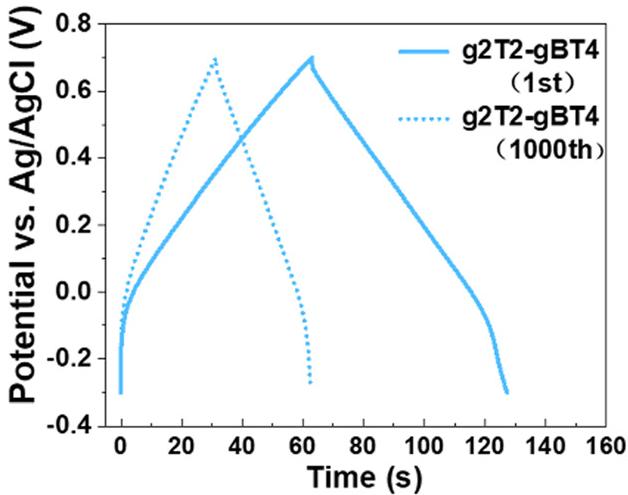 Potential vs. Ag/AgCl (V)
0.8
0.6
0.4
0.2
0.0
-0.2
-0.4
g2T2-gBT4
（1st）
g2T2-gBT4
（1000th）
0 20 40 60 80 100 120 140 160
Time (s)